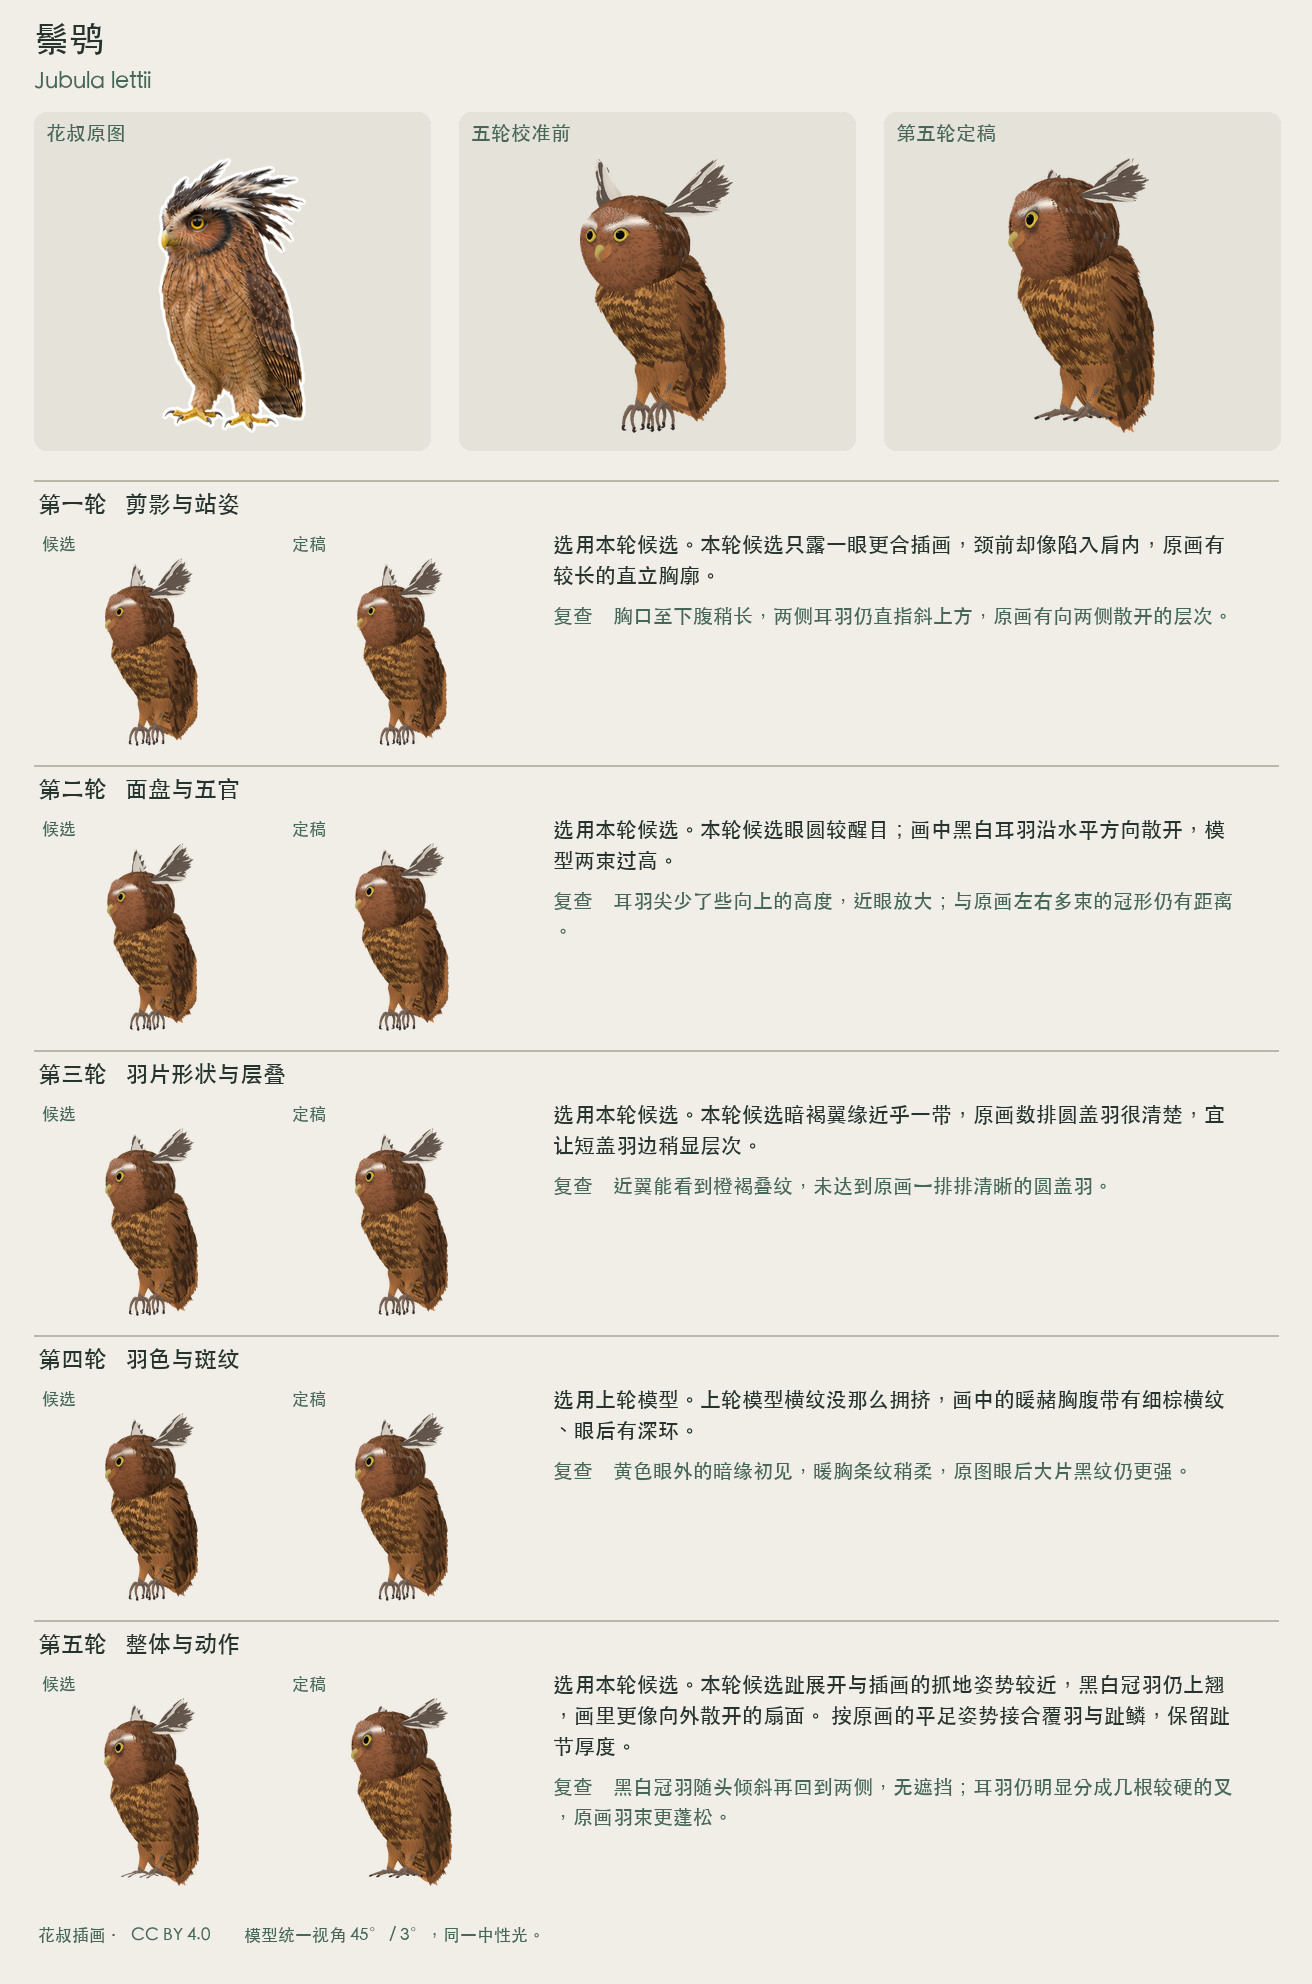 鬃鸮
Jubula lettii
花叔原图
五轮校准前
第五轮定稿
第一轮 剪影与站姿
候选
定稿
选用本轮候选。本轮候选只露一眼更合插画，颈前却像陷入肩内，原画有
较长的直立胸廓。
复查 胸口至下腹稍长，两侧耳羽仍直指斜上方，原画有向两侧散开的层次。
第二轮 面盘与五官
候选
定稿
选用本轮候选。本轮候选眼圆较醒目；画中黑白耳羽沿水平方向散开，模
型两束过高。
复查 耳羽尖少了些向上的高度，近眼放大；与原画左右多束的冠形仍有距离
。
第三轮 羽片形状与层叠
候选
定稿
选用本轮候选。本轮候选暗褐翼缘近乎一带，原画数排圆盖羽很清楚，宜
让短盖羽边稍显层次。
复查 近翼能看到橙褐叠纹，未达到原画一排排清晰的圆盖羽。
第四轮 羽色与斑纹
候选
定稿
选用上轮模型。上轮模型横纹没那么拥挤，画中的暖赭胸腹带有细棕横纹
、眼后有深环。
复查 黄色眼外的暗缘初见，暖胸条纹稍柔，原图眼后大片黑纹仍更强。
第五轮 整体与动作
候选
定稿
选用本轮候选。本轮候选趾展开与插画的抓地姿势较近，黑白冠羽仍上翘
，画里更像向外散开的扇面。 按原画的平足姿势接合覆羽与趾鳞，保留趾
节厚度。
复查 黑白冠羽随头倾斜再回到两侧，无遮挡；耳羽仍明显分成几根较硬的叉
，原画羽束更蓬松。
花叔插画 · CC BY 4.0 模型统一视角 45° / 3° ，同一中性光。